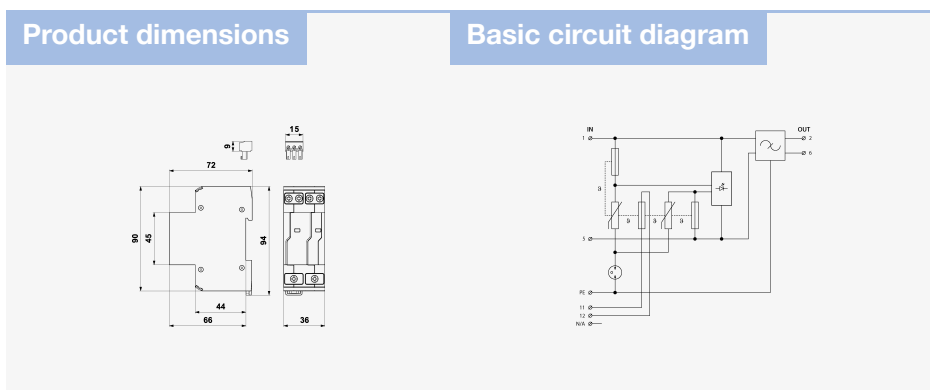 Product dimensions
Basic circuit diagram
9
15
72
90
45
94
44
66
36
IN
OUT
1
2
6
ϑ
ϑ
ϑ
ϑ
5
PE
11
12
N/A